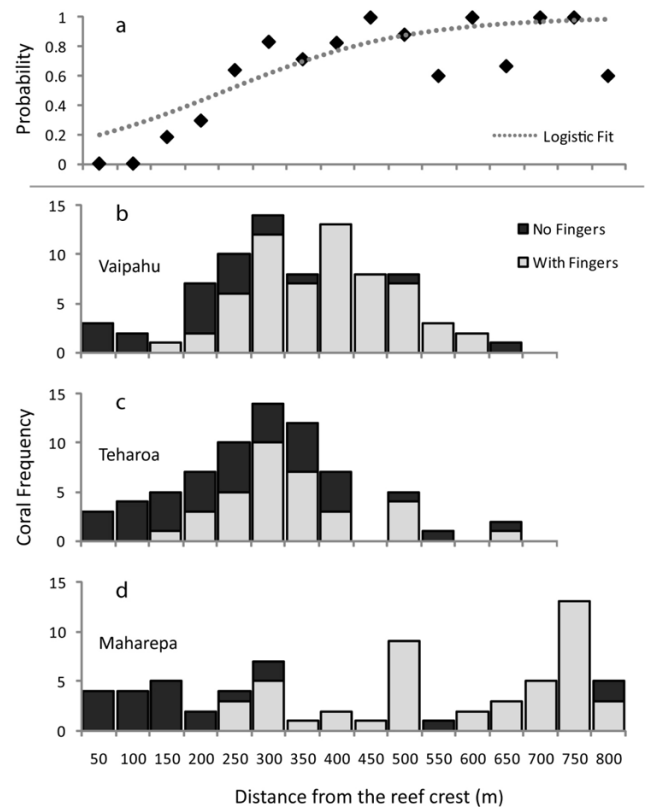 a
Probability
1
0.8
0.6
0.4
0.2
0
Logistic Fit
b
Vaipahu
15
10
5
0
No Fingers
With Fingers
c
Teharoa
15
10
5
0
Coral Frequency
d
Maharepa
15
10
5
0
50 100 150 200 250 300 350 400 450 500 550 600 650 700 750 800
Distance from the reef crest (m)